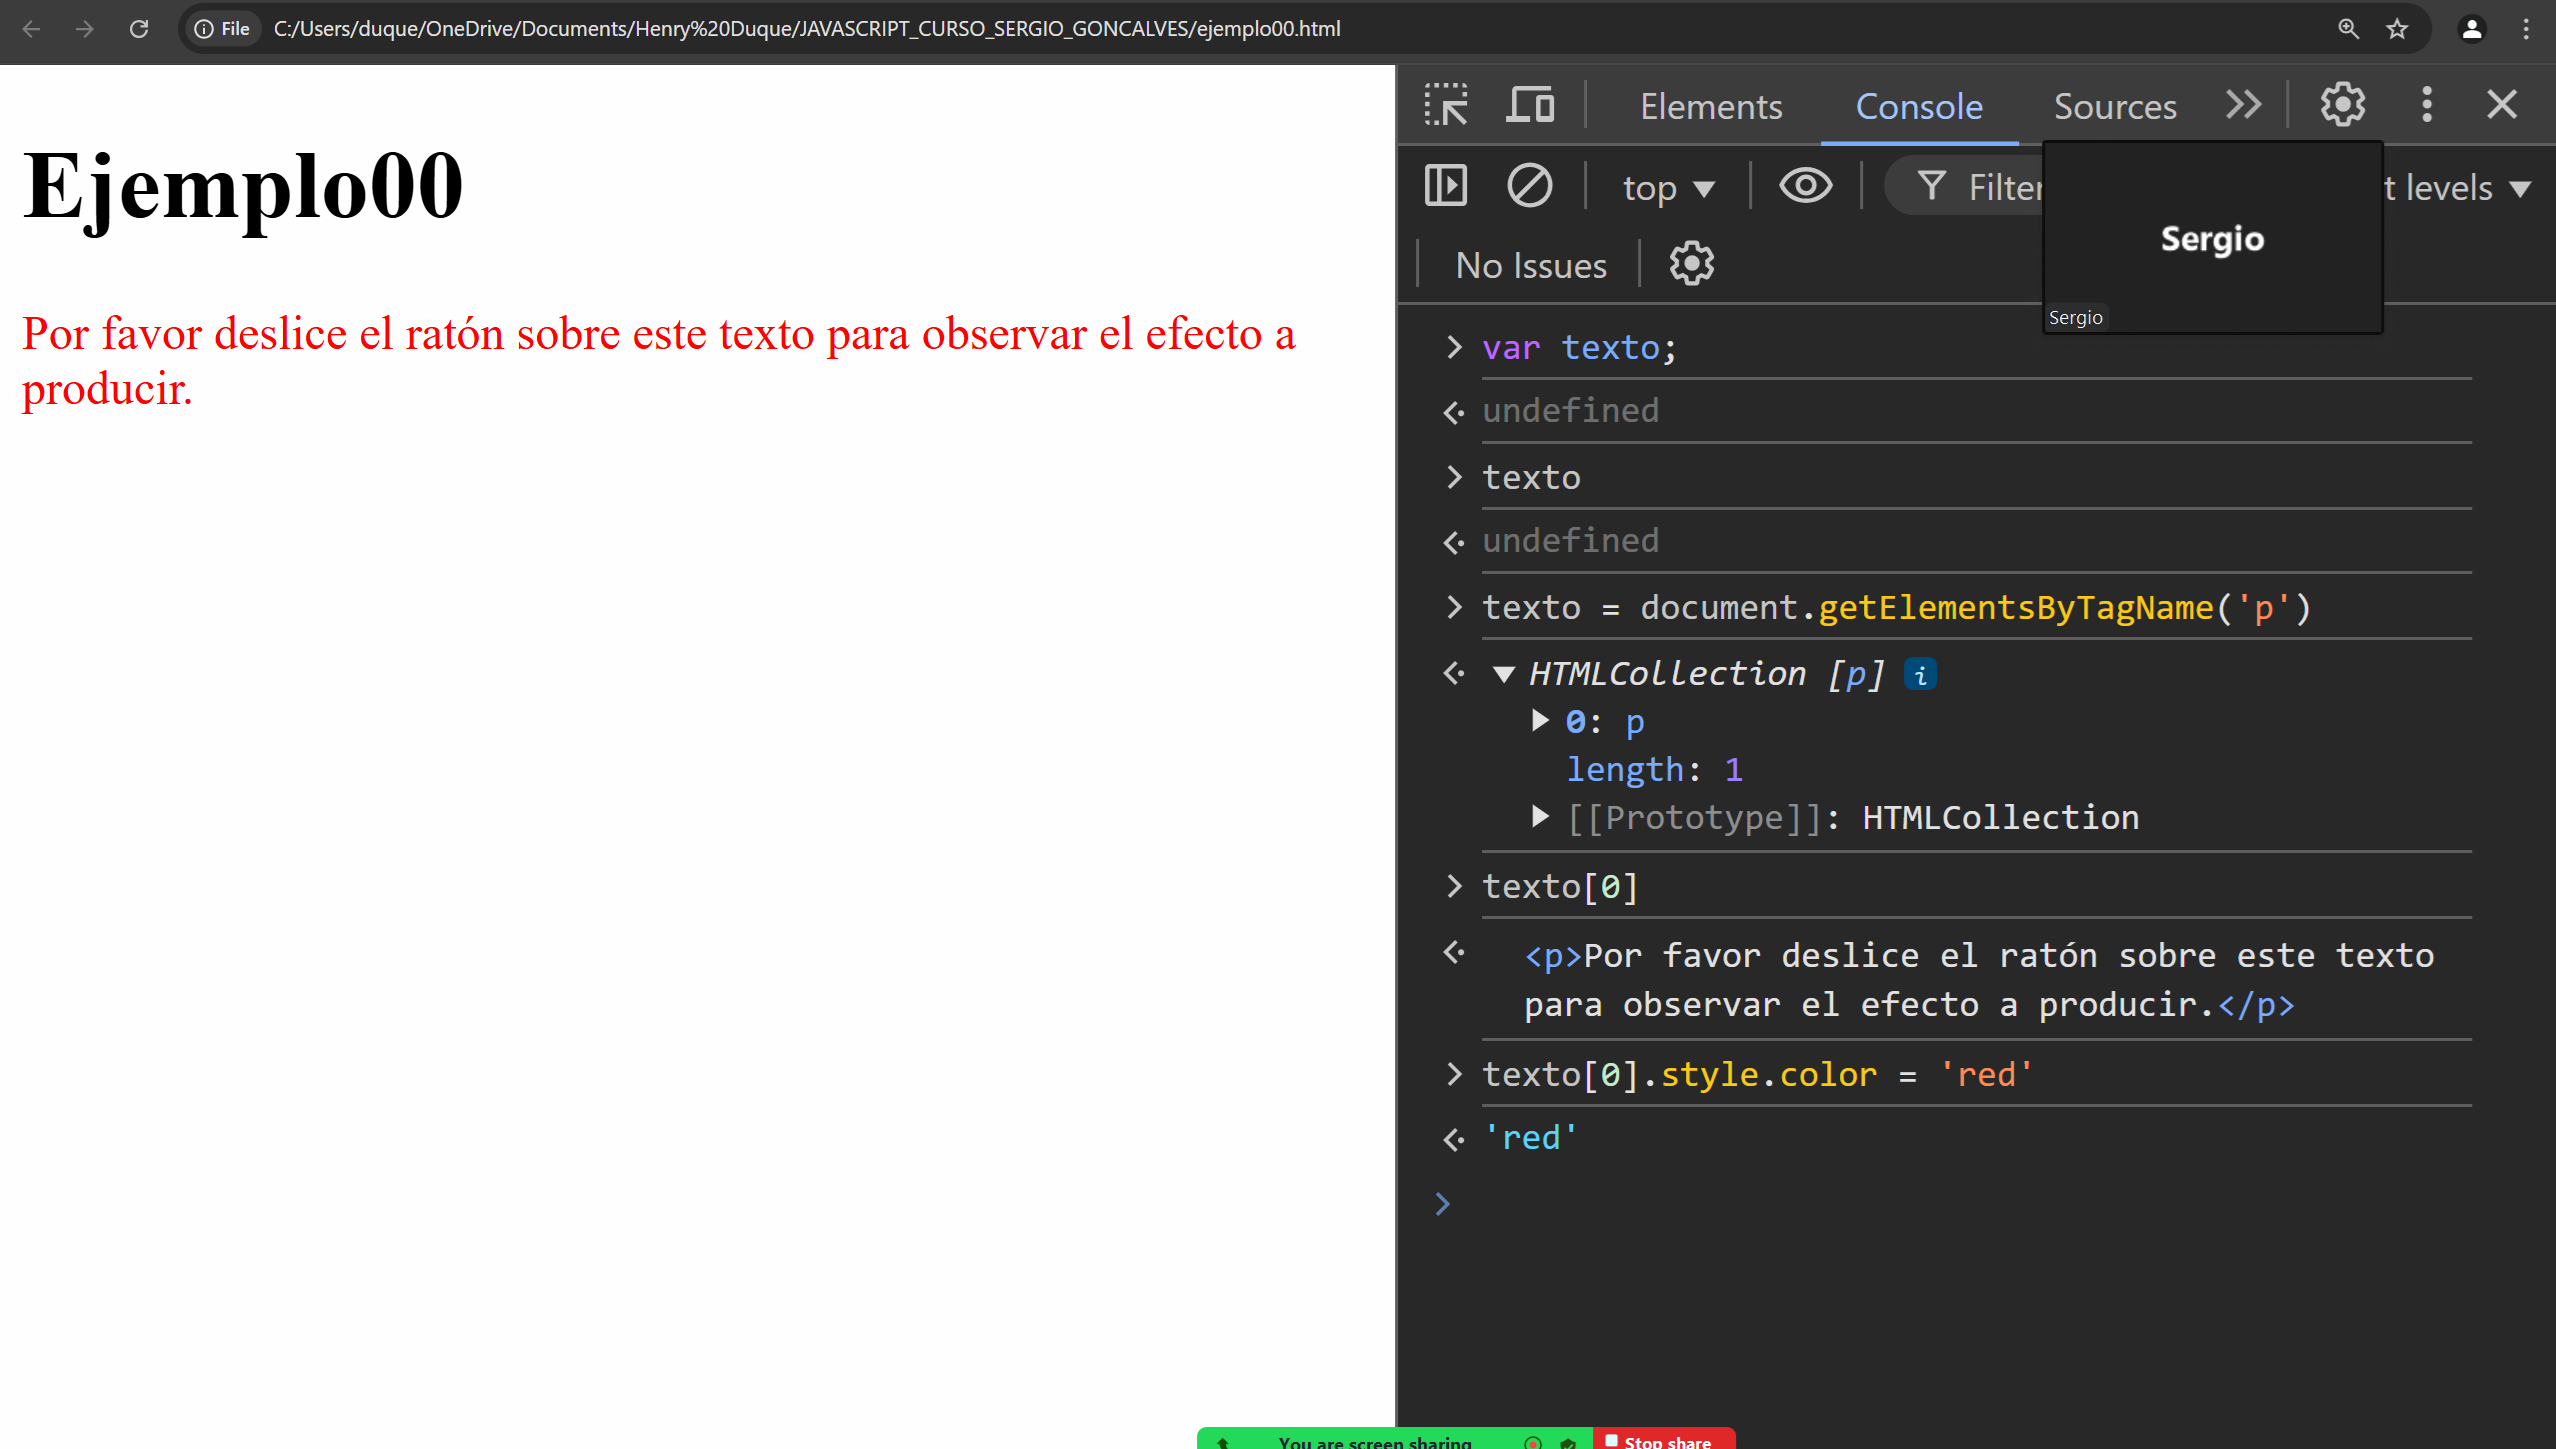 File C:/Users/duque/OneDrive/Documents/Henry%20Duque/JAVASCRIPT_CURSO_SERGIO_GONCALVES/ejemplo00.html
Ejemplo00
Por favor deslice el ratón sobre este texto para observar el efecto a
producir.
Elements Console Sources
top Filter t levels
Sergio
Sergio
No Issues
var texto;
undefined
texto
undefined
texto = document.getElementsByTagName('p')
HTMLCollection [p] i
0: p
length: 1
[[Prototype]]: HTMLCollection
texto[0]
<p>Por favor deslice el ratón sobre este texto
para observar el efecto a producir.</p>
texto[0].style.color = 'red'
'red'
You are screen sharing Stop share